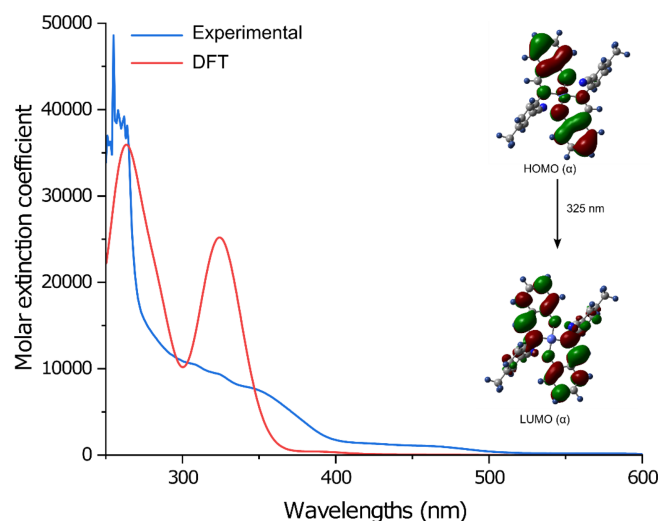 50000
40000
30000
20000
10000
0
Molar extinction coefficient
Experimental
DFT
HOMO (α)
325 nm
LUMO (α)
300
400
500
600
Wavelengths (nm)